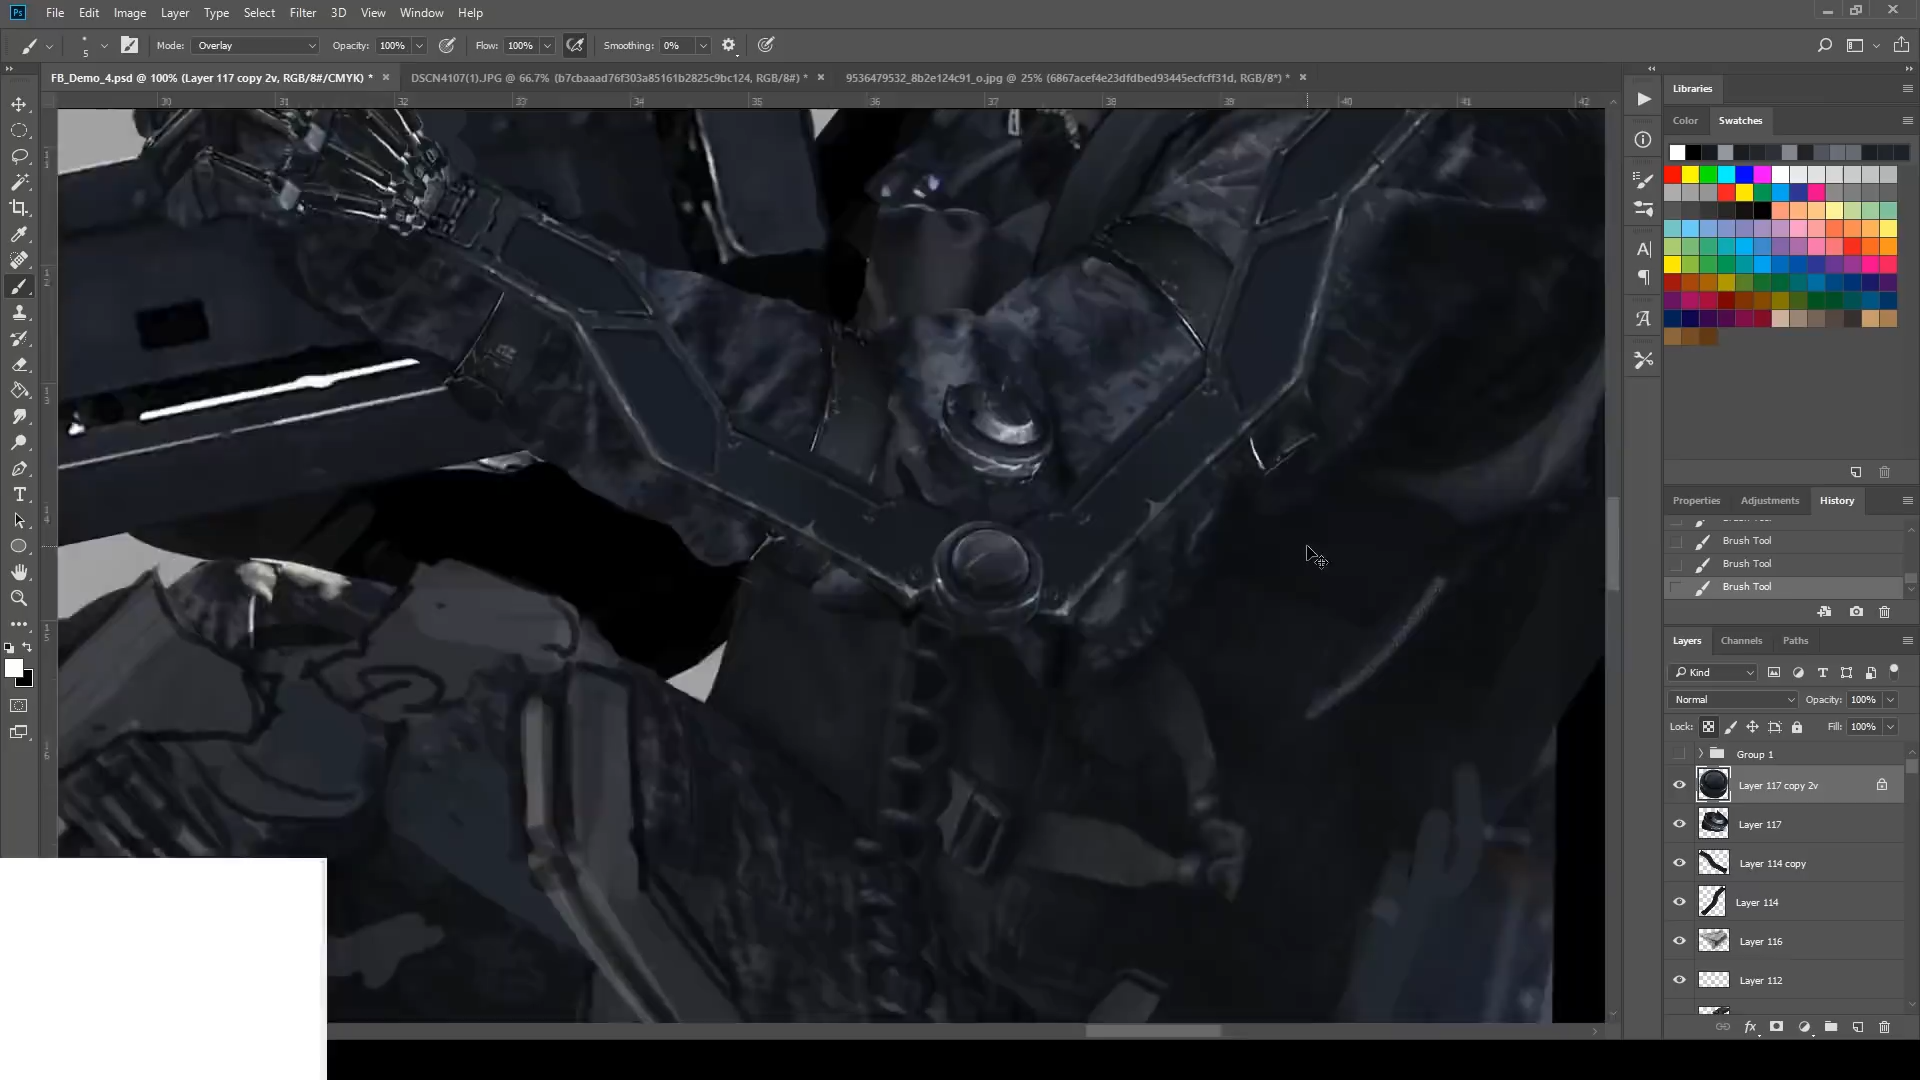 Ps File Edit Image Layer Type Select Filter 3D View Window Help
5 Mode: Overlay Opacity: 100% Flow: 100% Smoothing: 0%
FB_Demo_4.psd @ 100% (Layer 117 copy 2v, RGB/8#/CMYK) * × DSCN4107(1).JPG @ 66.7% (b7cbaaad76f303a85161b2825c9bc124, RGB/8#) * × 9536479532_8b2e124c91_o.jpg @ 25% (6867acef4e23dfdbed93445ecfcff31d, RGB/8*) * ×
30 31 32 33 34 35 36 37 38 39 40 41 42
Libraries
Color Swatches
Properties Adjustments History
Brush Tool
Brush Tool
Brush Tool
Layers Channels Paths
Kind
Normal Opacity: 100%
Lock: Fill: 100%
Group 1
Layer 117 copy 2v
Layer 117
Layer 114 copy
Layer 114
Layer 116
Layer 112